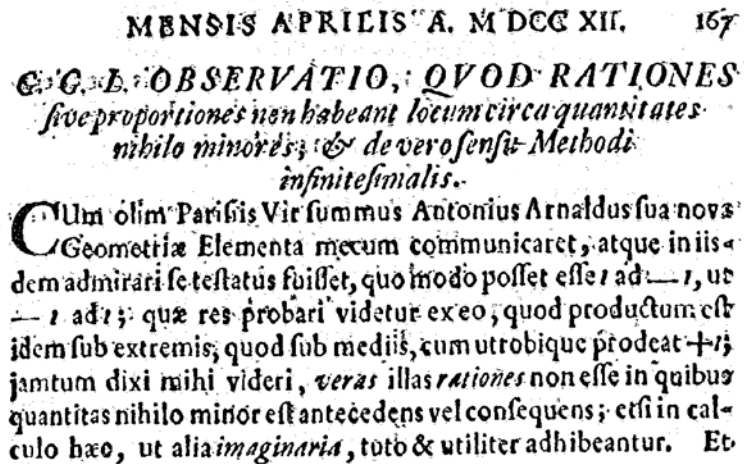 MENSIS APRILIS A. MDCCXII. 167
G. G. L. OBSERVATIO, QVOD RATIONES
ſive proportiones non habeant locum circa quantitates
nihilo minores; & de vero ſenſu Methodi
infiniteſimalis.
CUm olim Pariſiis Vir ſummus Antonius Arnaldus ſua nova
Geometriæ Elementa mecum communicaret, atque in iis-
dem admirari ſe teſtatus fuiſſet, quomodo poſſet eſſe 1 ad — 1, ut
— 1 ad 1; quæ res probari videtur ex eo, quod productum eſt
idem ſub extremis, quod ſub mediis, cum utrobique prodeat +1;
jamtum dixi mihi videri, veras illas rationes non eſſe in quibus
quantitas nihilo minor eſt antecedens vel conſequens; etſi in cal-
culo hæc, ut alia imaginaria, tuto & utiliter adhibeantur. Et